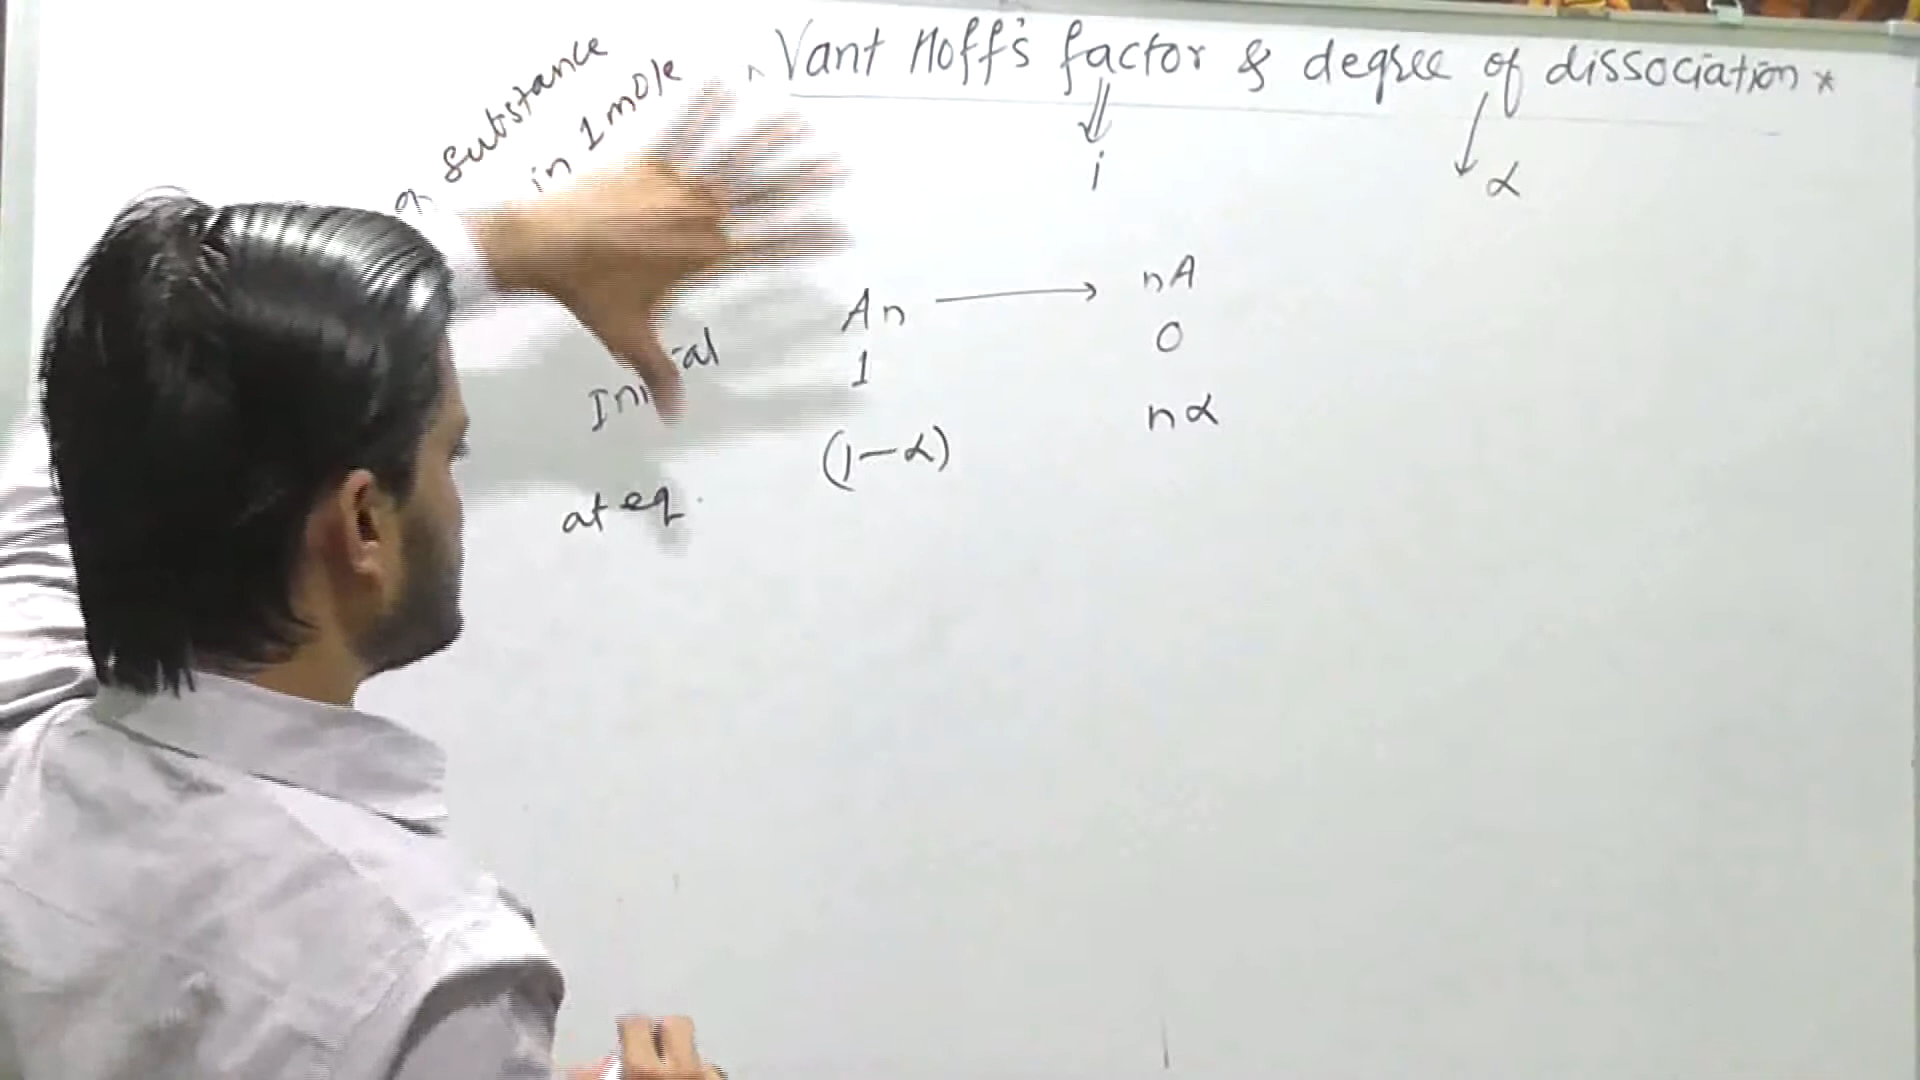 Vant Hoff's factor & degree of dissociation *
i
α
substance
in 1 mole
An → nA
Initial 1 0
at eq. (1-α) nα